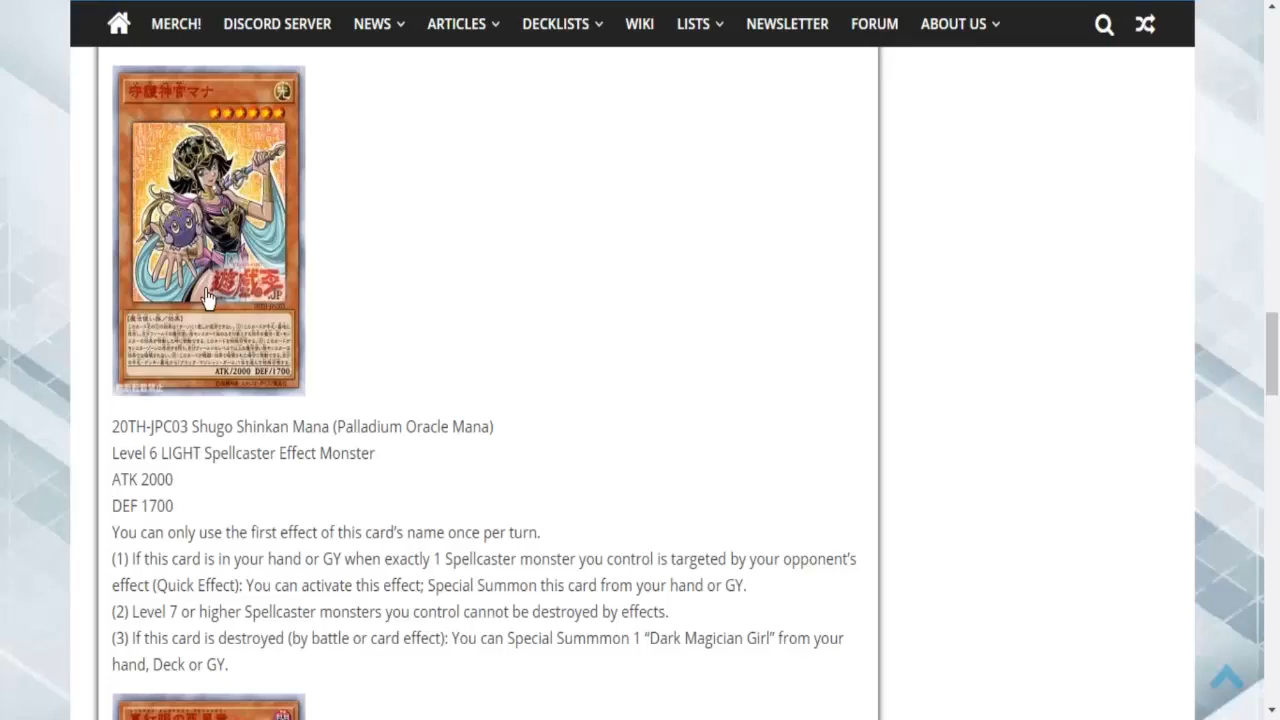 MERCH! DISCORD SERVER NEWS ARTICLES DECKLISTS WIKI LISTS NEWSLETTER FORUM ABOUT US
守護神官マナ
光
遊戯王
.JP
ATK/2000 DEF/1700
20TH-JPC03 Shugo Shinkan Mana (Palladium Oracle Mana)
Level 6 LIGHT Spellcaster Effect Monster
ATK 2000
DEF 1700
You can only use the first effect of this card’s name once per turn.
(1) If this card is in your hand or GY when exactly 1 Spellcaster monster you control is targeted by your opponent’s
effect (Quick Effect): You can activate this effect; Special Summon this card from your hand or GY.
(2) Level 7 or higher Spellcaster monsters you control cannot be destroyed by effects.
(3) If this card is destroyed (by battle or card effect): You can Special Summmon 1 “Dark Magician Girl” from your
hand, Deck or GY.